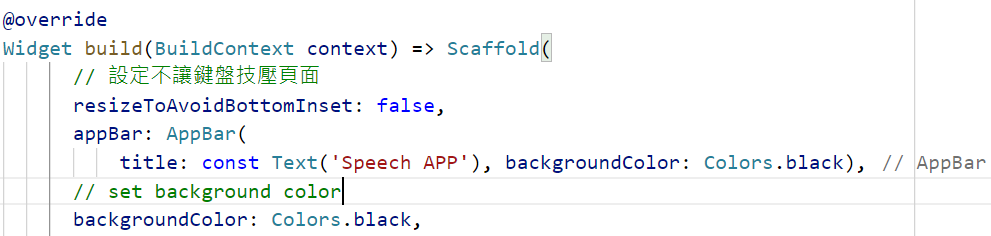 @override
Widget build(BuildContext context) => Scaffold(
// 設定不讓鍵盤技壓頁面
resizeToAvoidBottomInset: false,
appBar: AppBar(
title: const Text('Speech APP'), backgroundColor: Colors.black), // AppBar
// set background color
backgroundColor: Colors.black,